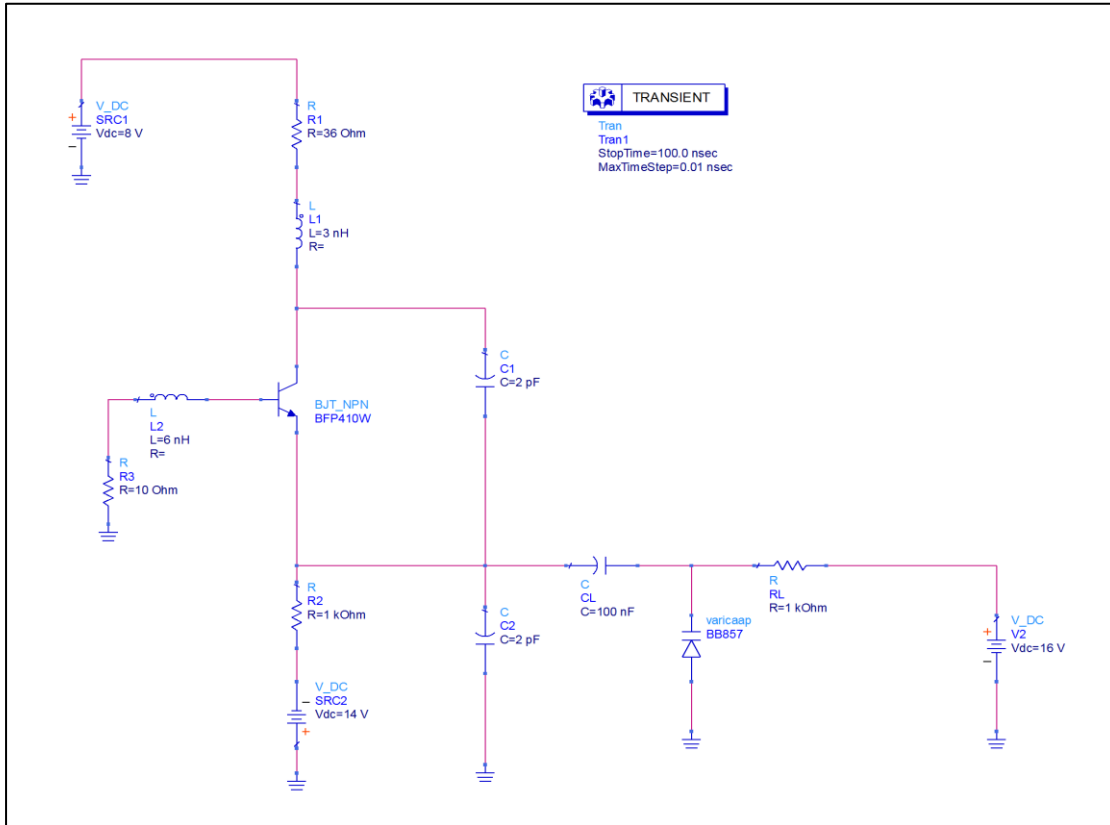 V_DC
SRC1
Vdc=8 V
+
−
R
R1
R=36 Ohm
TRANSIENT
Tran
Tran1
StopTime=100.0 nsec
MaxTimeStep=0.01 nsec
L
L1
L=3 nH
R=
C
C1
C=2 pF
BJT_NPN
BFP410W
L
L2
L=6 nH
R=
R
R3
R=10 Ohm
R
R2
R=1 kOhm
C
CL
C=100 nF
R
RL
R=1 kOhm
C
C2
C=2 pF
varicaap
BB857
V_DC
V2
Vdc=16 V
+
−
V_DC
SRC2
Vdc=14 V
−
+